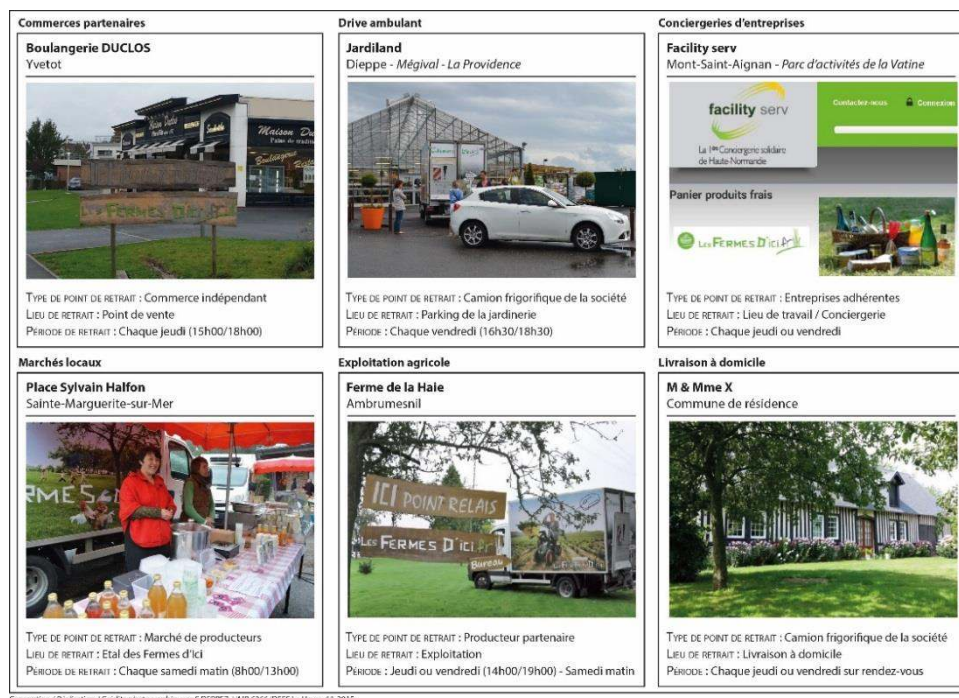 Commerces partenaires
Boulangerie DUCLOS
Yvetot
Maison Du
Boulangerie
LES FERMES D'ICI
TYPE DE POINT DE RETRAIT : Commerce indépendant
LIEU DE RETRAIT : Point de vente
PÉRIODE DE RETRAIT : Chaque jeudi (15h00/18h00)
Drive ambulant
Jardiland
Dieppe - Mégival - La Providence
TYPE DE POINT DE RETRAIT : Camion frigorifique de la société
LIEU DE RETRAIT : Parking de la jardinerie
PÉRIODE : Chaque vendredi (16h30/18h30)
Conciergeries d'entreprises
Facility serv
Mont-Saint-Aignan - Parc d'activités de la Vatine
facility serv
La 1ère Conciergerie solidaire
de Haute-Normandie
Contactez-nous
Connexion
Panier produits frais
LES FERMES D'ICI
TYPE DE POINT DE RETRAIT : Entreprises adhérentes
LIEU DE RETRAIT : Lieu de travail / Conciergerie
PÉRIODE : Chaque jeudi ou vendredi
Marchés locaux
Place Sylvain Halfon
Sainte-Marguerite-sur-Mer
TYPE DE POINT DE RETRAIT : Marché de producteurs
LIEU DE RETRAIT : Etal des Fermes d'ici
PÉRIODE DE RETRAIT : Chaque samedi matin (8h00/13h00)
Exploitation agricole
Ferme de la Haie
Ambrumesnil
ICI POINT RELAIS
LES FERMES D'ICI
Bureau
TYPE DE POINT DE RETRAIT : Producteur partenaire
LIEU DE RETRAIT : Exploitation
PÉRIODE : Jeudi ou vendredi (14h00/19h00) - Samedi matin
Livraison à domicile
M & Mme X
Commune de résidence
TYPE DE POINT DE RETRAIT : Camion frigorifique de la société
LIEU DE RETRAIT : Livraison à domicile
PÉRIODE : Chaque jeudi ou vendredi sur rendez-vous